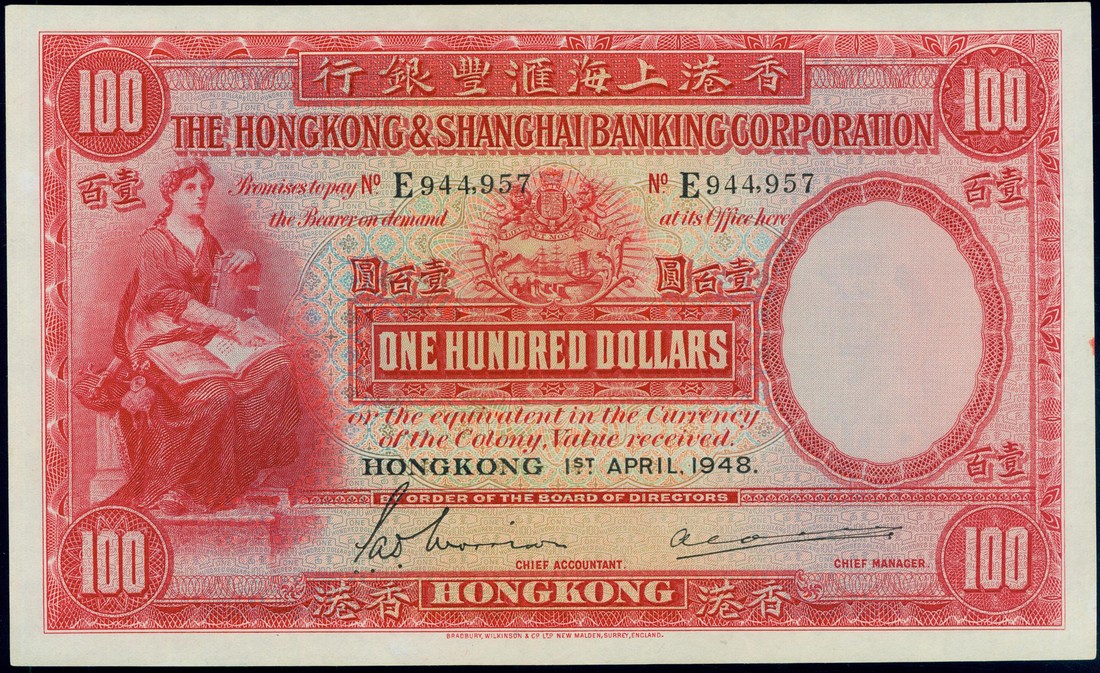 行銀豐滙海上港香
100 100
THE HONGKONG & SHANGHAI BANKING CORPORATION
百壹
Promises to pay Nº E 944,957 Nº E 944,957
the Bearer on demand at its Office here
圓百壹 圓百壹
ONE HUNDRED DOLLARS
or the equivalent in the Currency
of the Colony, Value received.
百壹
HONGKONG 1ST APRIL, 1948.
BY ORDER OF THE BOARD OF DIRECTORS
CHIEF ACCOUNTANT. CHIEF MANAGER.
100 100
港香 HONGKONG 港香
BRADBURY, WILKINSON & Cº LTD NEW MALDEN, SURREY, ENGLAND.